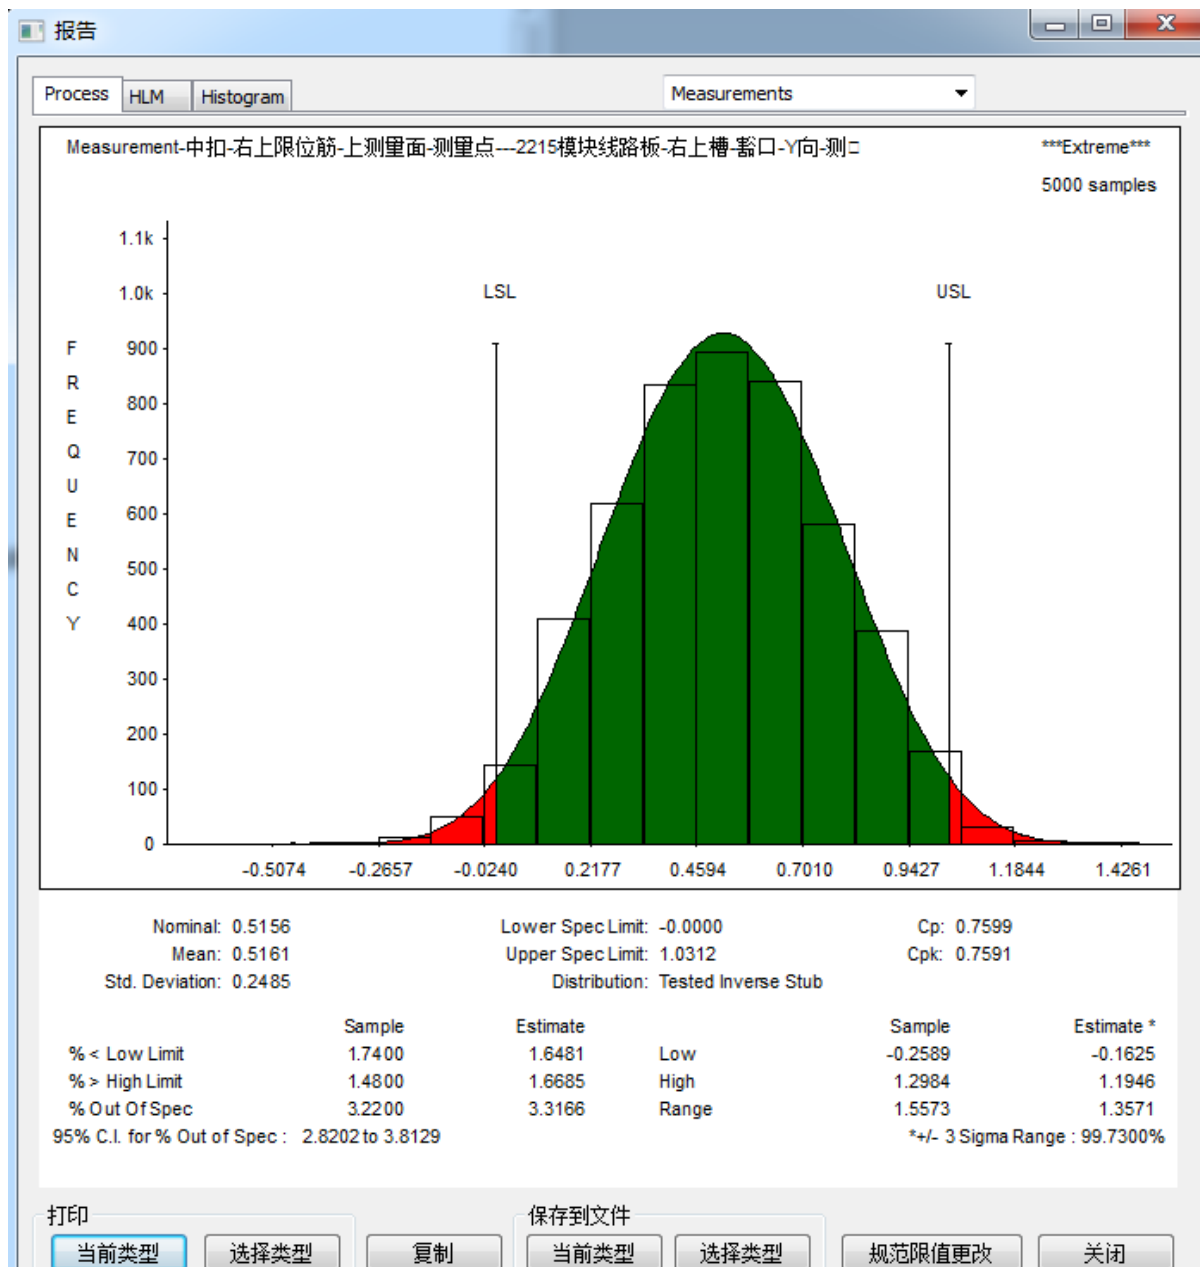 报告
Process HLM Histogram Measurements
Measurement-中扣-右上限位筋-上测量面-测量点---2215模块线路板-右上槽-豁口-Y向-测□ ***Extreme***
5000 samples
1.1k
1.0k LSL USL
F 900
R 800
E
Q 700
U
E 600
N 500
C
Y 400
300
200
100
0
-0.5074 -0.2657 -0.0240 0.2177 0.4594 0.7010 0.9427 1.1844 1.4261
Nominal: 0.5156 Lower Spec Limit: -0.0000 Cp: 0.7599
Mean: 0.5161 Upper Spec Limit: 1.0312 Cpk: 0.7591
Std. Deviation: 0.2485 Distribution: Tested Inverse Stub
Sample Estimate Sample Estimate *
% < Low Limit 1.7400 1.6481 Low -0.2589 -0.1625
% > High Limit 1.4800 1.6685 High 1.2984 1.1946
% Out Of Spec 3.2200 3.3166 Range 1.5573 1.3571
95% C.I. for % Out of Spec : 2.8202 to 3.8129 *+/- 3 Sigma Range : 99.7300%
打印 保存到文件
当前类型 选择类型 复制 当前类型 选择类型 规范限值更改 关闭